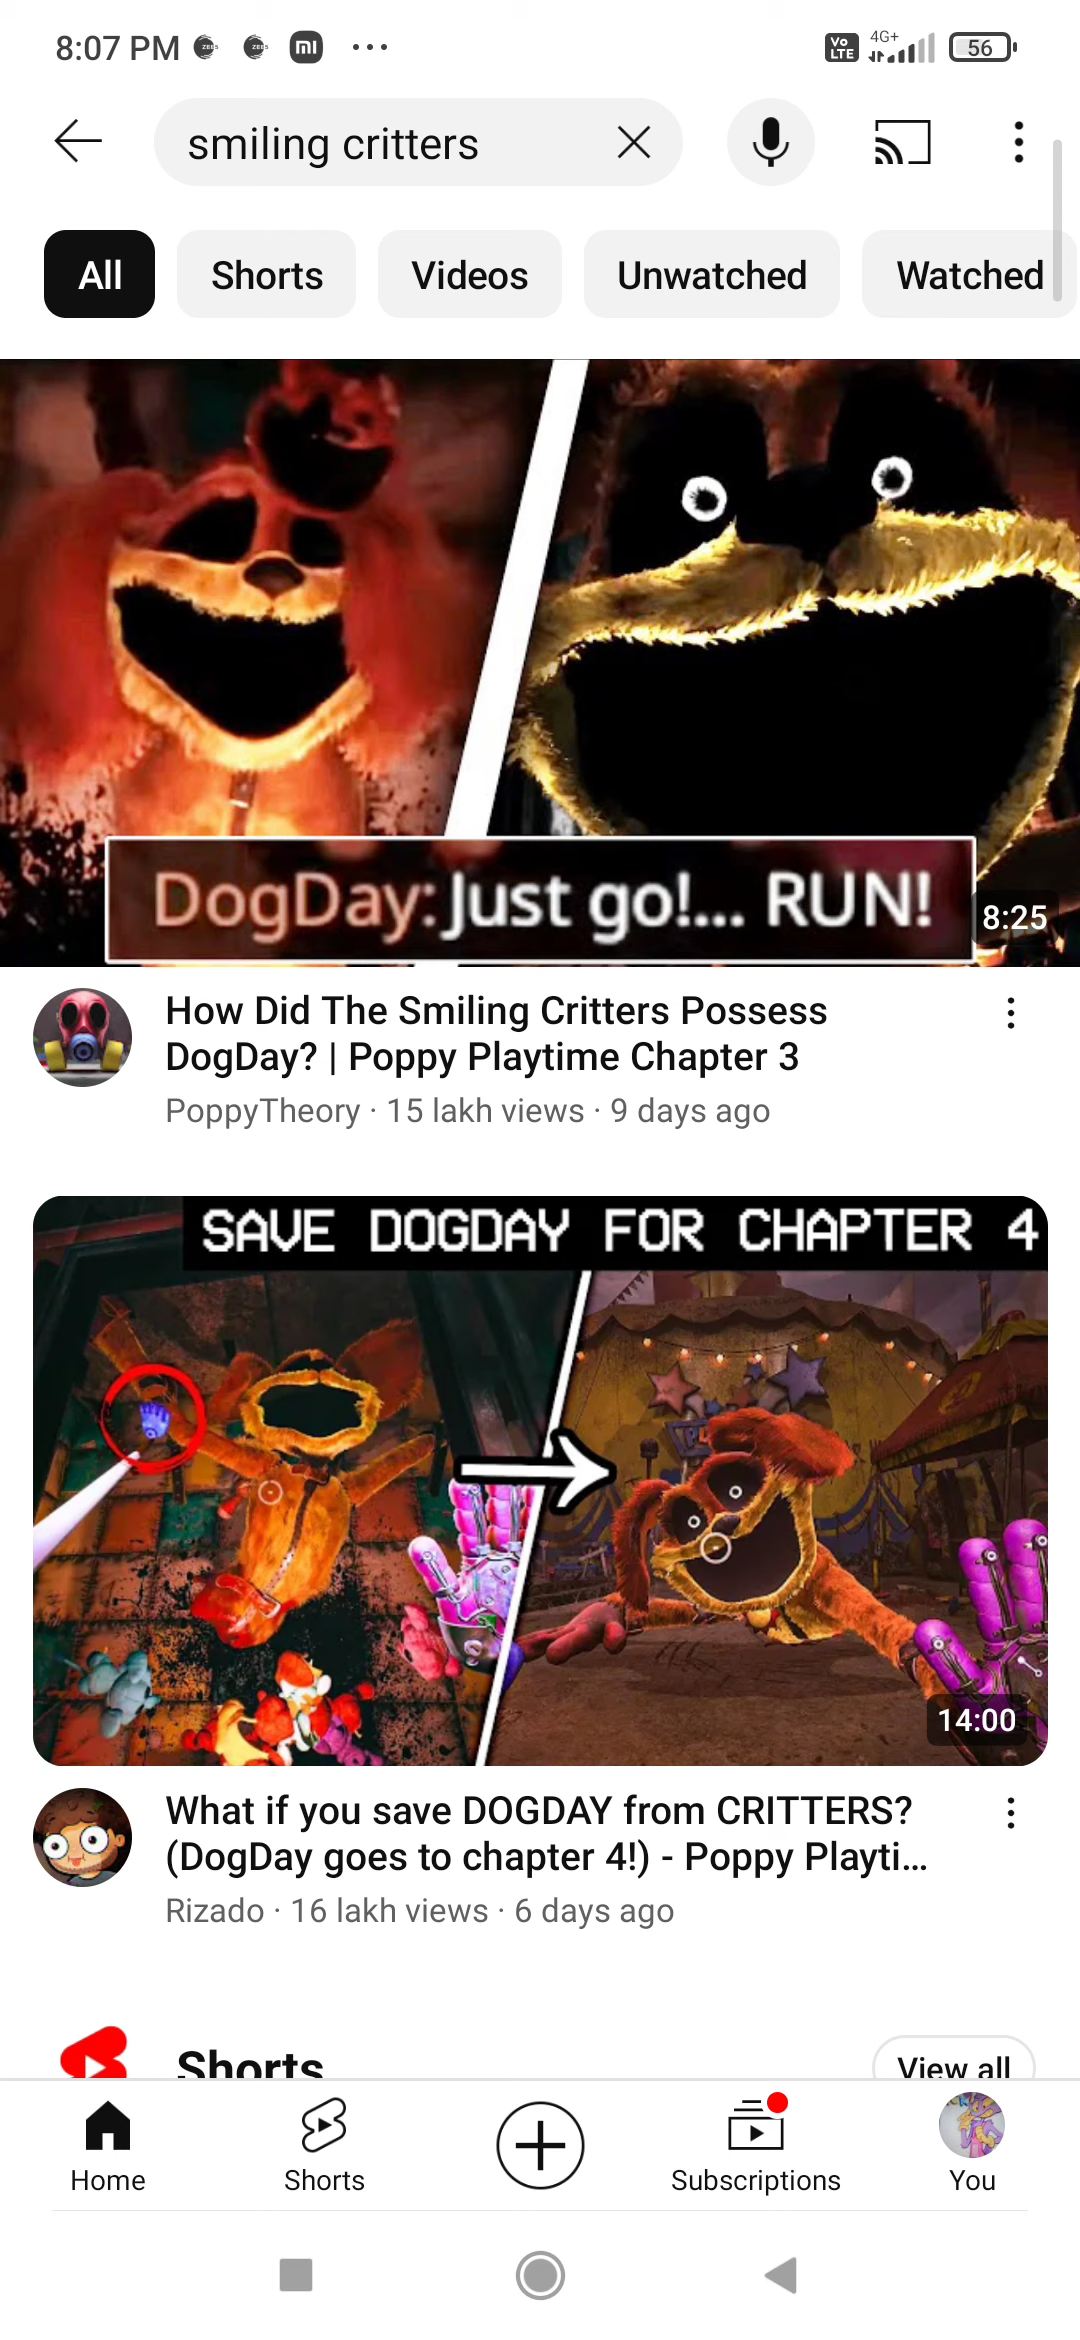 8:07 PM
Vo LTE 4G+ 56
smiling critters
All Shorts Videos Unwatched Watched
DogDay: Just go!... RUN!
8:25
How Did The Smiling Critters Possess
DogDay? | Poppy Playtime Chapter 3
PoppyTheory · 15 lakh views · 9 days ago
SAVE DOGDAY FOR CHAPTER 4
14:00
What if you save DOGDAY from CRITTERS?
(DogDay goes to chapter 4!) - Poppy Playti...
Rizado · 16 lakh views · 6 days ago
Shorts View all
Home Shorts Subscriptions You